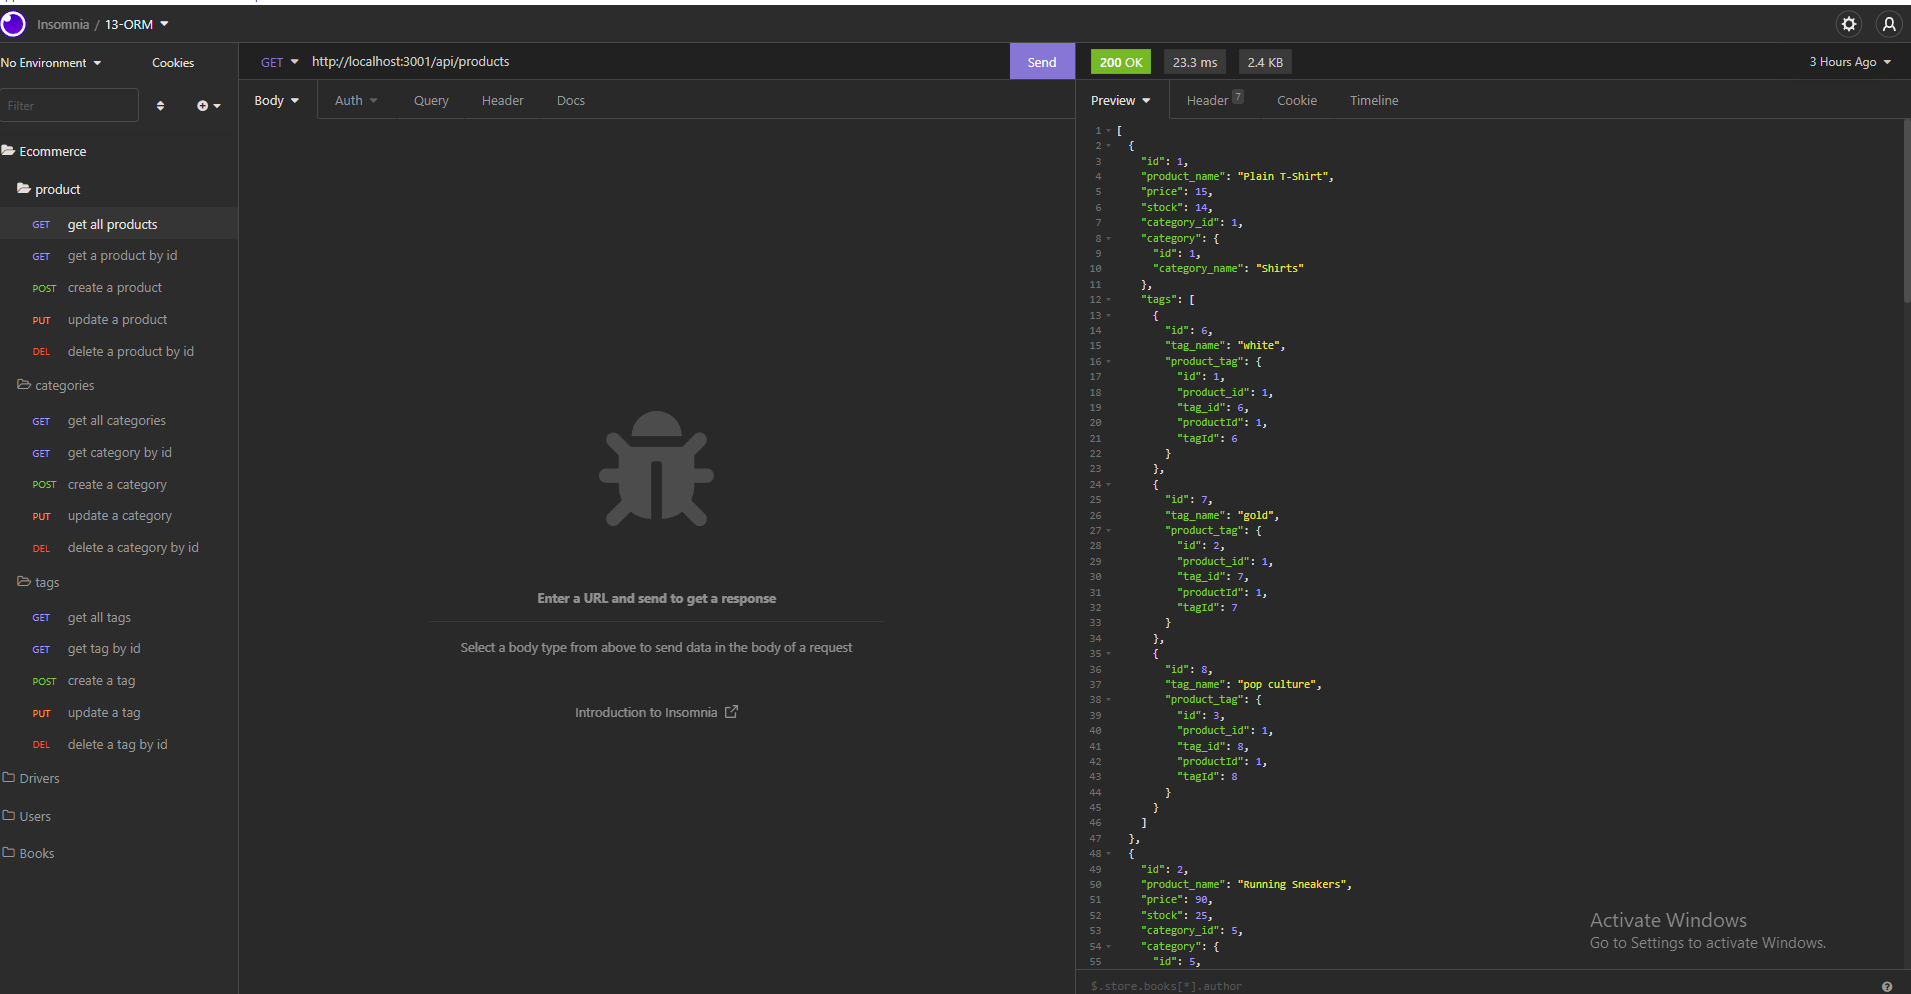 Insomnia / 13-ORM
No Environment
Cookies
GET http://localhost:3001/api/products
Send
200 OK
23.3 ms
2.4 KB
3 Hours Ago
Filter
Body
Auth
Query
Header
Docs
Preview
Header 7
Cookie
Timeline
Ecommerce
product
GET get all products
GET get a product by id
POST create a product
PUT update a product
DEL delete a product by id
categories
GET get all categories
GET get category by id
POST create a category
PUT update a category
DEL delete a category by id
tags
GET get all tags
GET get tag by id
POST create a tag
PUT update a tag
DEL delete a tag by id
Drivers
Users
Books
Enter a URL and send to get a response
Select a body type from above to send data in the body of a request
Introduction to Insomnia
1 [
2 {
3 "id": 1,
4 "product_name": "Plain T-Shirt",
5 "price": 15,
6 "stock": 14,
7 "category_id": 1,
8 "category": {
9 "id": 1,
10 "category_name": "Shirts"
11 },
12 "tags": [
13 {
14 "id": 6,
15 "tag_name": "white",
16 "product_tag": {
17 "id": 1,
18 "product_id": 1,
19 "tag_id": 6,
20 "productId": 1,
21 "tagId": 6
22 }
23 },
24 {
25 "id": 7,
26 "tag_name": "gold",
27 "product_tag": {
28 "id": 2,
29 "product_id": 1,
30 "tag_id": 7,
31 "productId": 1,
32 "tagId": 7
33 }
34 },
35 {
36 "id": 8,
37 "tag_name": "pop culture",
38 "product_tag": {
39 "id": 3,
40 "product_id": 1,
41 "tag_id": 8,
42 "productId": 1,
43 "tagId": 8
44 }
45 }
46 ]
47 },
48 {
49 "id": 2,
50 "product_name": "Running Sneakers",
51 "price": 90,
52 "stock": 25,
53 "category_id": 5,
54 "category": {
55 "id": 5,
Activate Windows
Go to Settings to activate Windows.
$.store.books[*].author